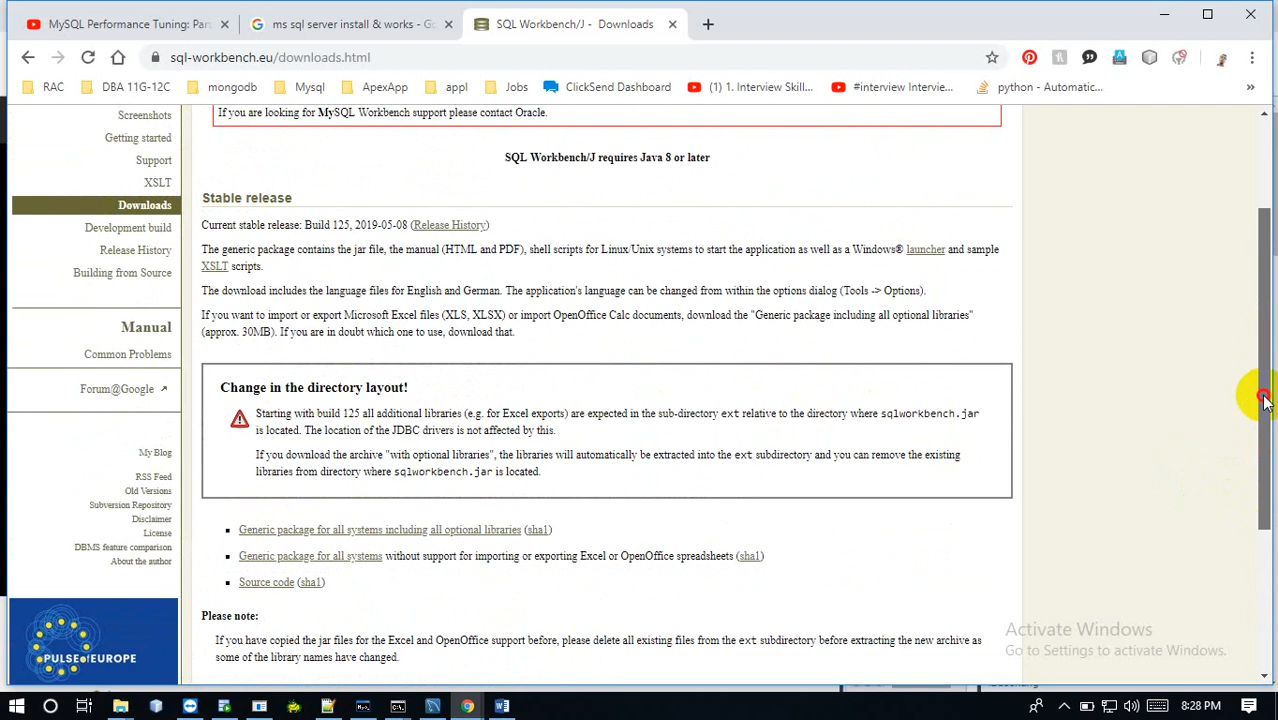 MySQL Performance Tuning: Par
ms sql server install & works - Go
SQL Workbench/J - Downloads
sql-workbench.eu/downloads.html
RAC
DBA 11G-12C
mongodb
Mysql
ApexApp
appl
Jobs
ClickSend Dashboard
(1) 1. Interview Skil...
#interview Intervie...
python - Automatic...
Screenshots
Getting started
Support
XSLT
Downloads
Development build
Release History
Building from Source
Manual
Common Problems
Forum@Google
My Blog
RSS Feed
Old Versions
Subversion Repository
Disclaimer
License
DBMS feature comparison
About the author
PULSE OF EUROPE
If you are looking for MySQL Workbench support please contact Oracle.
SQL Workbench/J requires Java 8 or later
Stable release
Current stable release: Build 125, 2019-05-08 (Release History)
The generic package contains the jar file, the manual (HTML and PDF), shell scripts for Linux/Unix systems to start the application as well as a Windows® launcher and sample
XSLT scripts.
The download includes the language files for English and German. The application's language can be changed from within the options dialog (Tools -> Options).
If you want to import or export Microsoft Excel files (XLS, XLSX) or import OpenOffice Calc documents, download the "Generic package including all optional libraries"
(approx. 30MB). If you are in doubt which one to use, download that.
Change in the directory layout!
Starting with build 125 all additional libraries (e.g. for Excel exports) are expected in the sub-directory ext relative to the directory where sqlworkbench.jar
is located. The location of the JDBC drivers is not affected by this.
If you download the archive "with optional libraries", the libraries will automatically be extracted into the ext subdirectory and you can remove the existing
libraries from directory where sqlworkbench.jar is located.
Generic package for all systems including all optional libraries (sha1)
Generic package for all systems without support for importing or exporting Excel or OpenOffice spreadsheets (sha1)
Source code (sha1)
Please note:
If you have copied the jar files for the Excel and OpenOffice support before, please delete all existing files from the ext subdirectory before extracting the new archive as
some of the library names have changed.
Activate Windows
Go to Settings to activate Windows.
8:28 PM